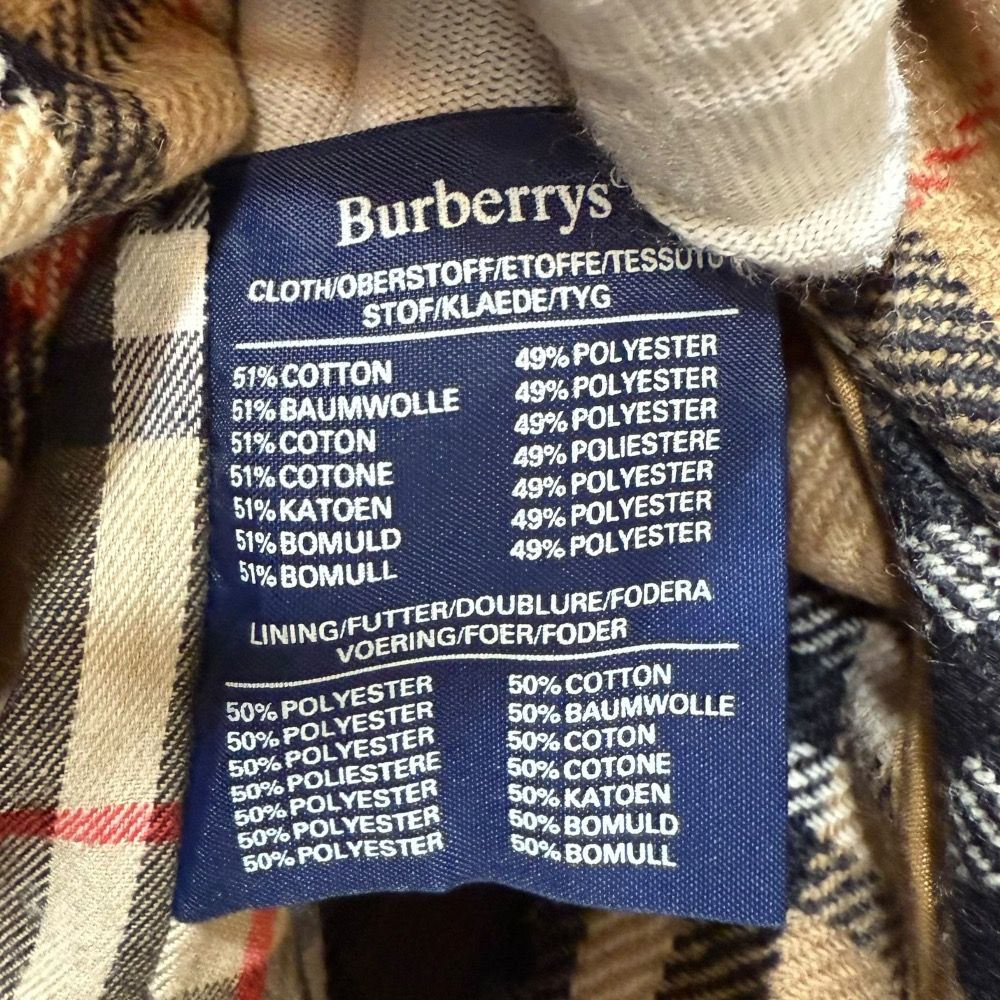 Burberrys
CLOTH/OBERSTOFF/ETOFFE/TESSUTO
STOF/KLAEDE/TYG
51% COTTON 49% POLYESTER
51% BAUMWOLLE 49% POLYESTER
51% COTON 49% POLYESTER
51% COTONE 49% POLIESTERE
51% KATOEN 49% POLYESTER
51% BOMULD 49% POLYESTER
51% BOMULL 49% POLYESTER
LINING/FUTTER/DOUBLURE/FODERA
VOERING/FOER/FODER
50% POLYESTER 50% COTTON
50% POLYESTER 50% BAUMWOLLE
50% POLYESTER 50% COTON
50% POLIESTERE 50% COTONE
50% POLYESTER 50% KATOEN
50% POLYESTER 50% BOMULD
50% POLYESTER 50% BOMULL